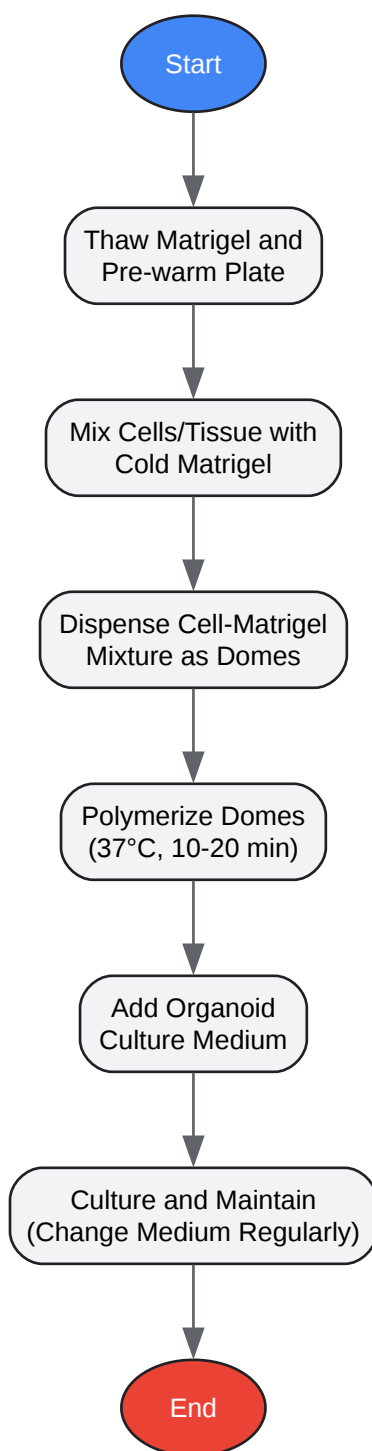 Start
Thaw Matrigel and
Pre-warm Plate
Mix Cells/Tissue with
Cold Matrigel
Dispense Cell-Matrigel
Mixture as Domes
Polymerize Domes
(37°C, 10-20 min)
Add Organoid
Culture Medium
Culture and Maintain
(Change Medium Regularly)
End